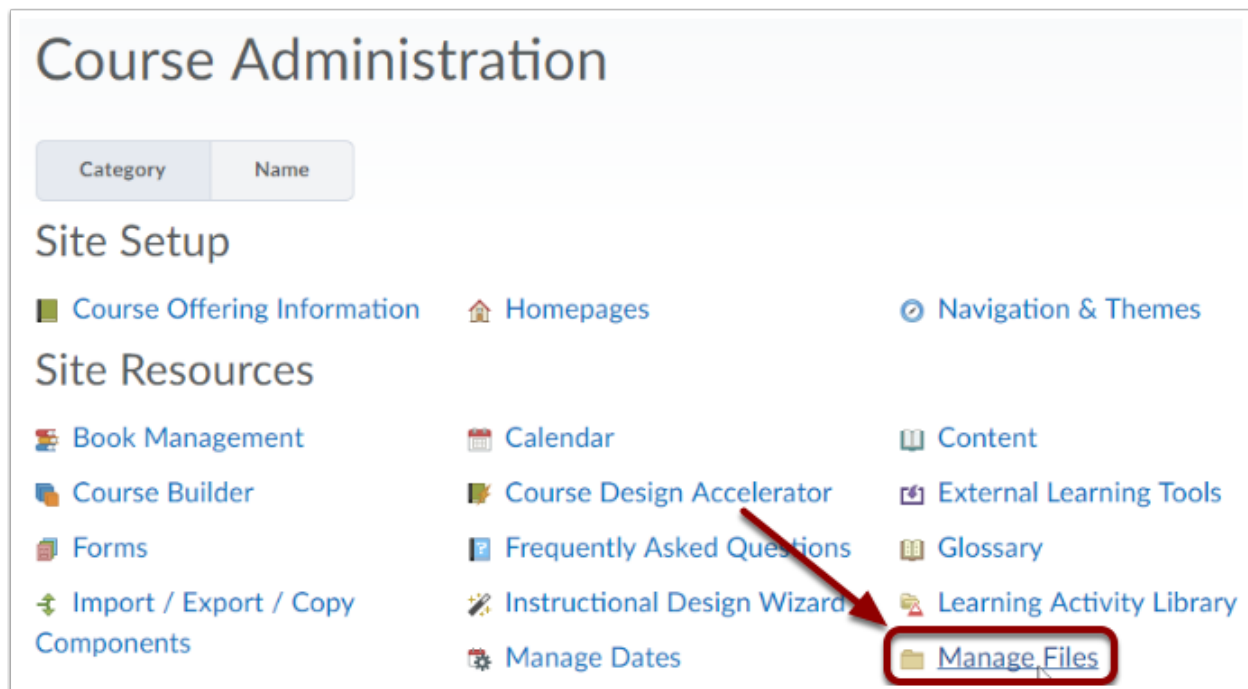 Course Administration
Category Name
Site Setup
Course Offering Information Homepages Navigation & Themes
Site Resources
Book Management Calendar Content
Course Builder Course Design Accelerator External Learning Tools
Forms Frequently Asked Questions Glossary
Import / Export / Copy Instructional Design Wizard Learning Activity Library
Components Manage Dates Manage Files